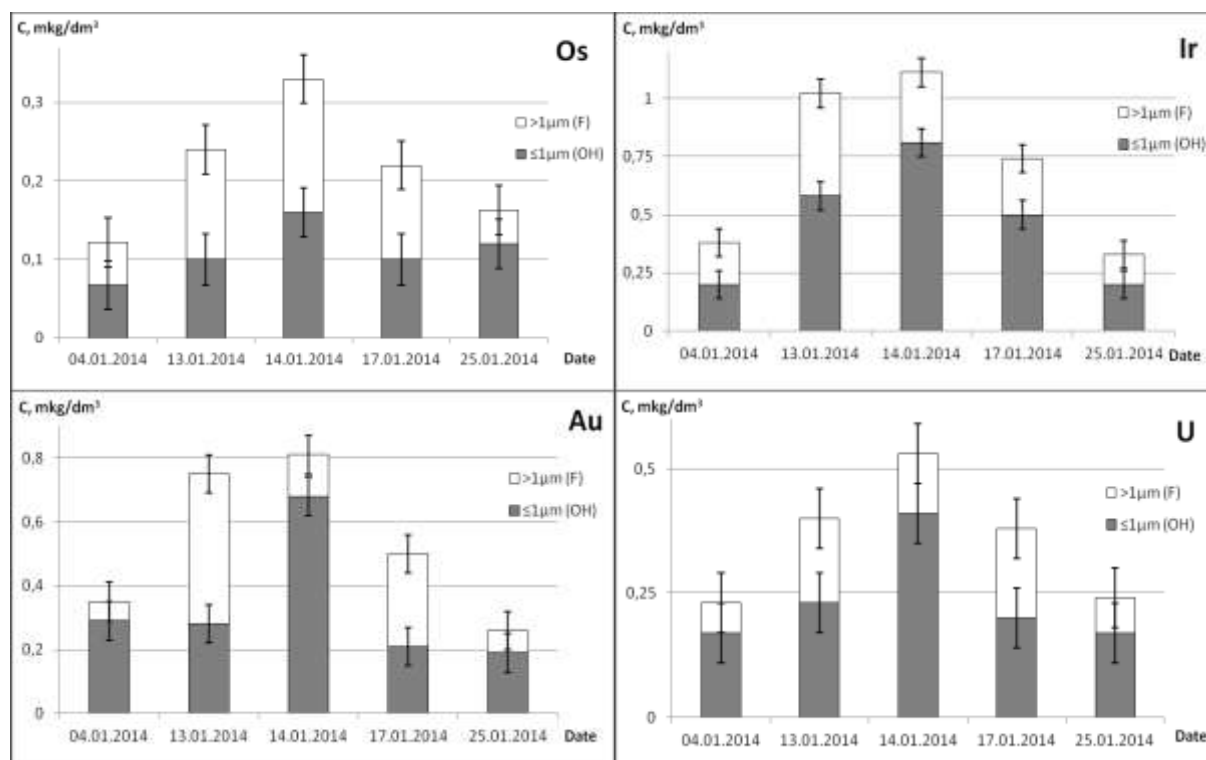 C, mkg/dm³
Os
0,3
>1µm (F)
≤1µm (OH)
0,2
0,1
0
04.01.2014 13.01.2014 14.01.2014 17.01.2014 25.01.2014 Date
C, mkg/dm³
Ir
1
>1µm (F)
≤1µm (OH)
0,75
0,5
0,25
0
04.01.2014 13.01.2014 14.01.2014 17.01.2014 25.01.2014 Date
C, mkg/dm³
Au
0,8
>1µm (F)
≤1µm (OH)
0,6
0,4
0,2
0
04.01.2014 13.01.2014 14.01.2014 17.01.2014 25.01.2014 Date
C, mkg/dm³
U
0,5
>1µm (F)
≤1µm (OH)
0,25
0
04.01.2014 13.01.2014 14.01.2014 17.01.2014 25.01.2014 Date